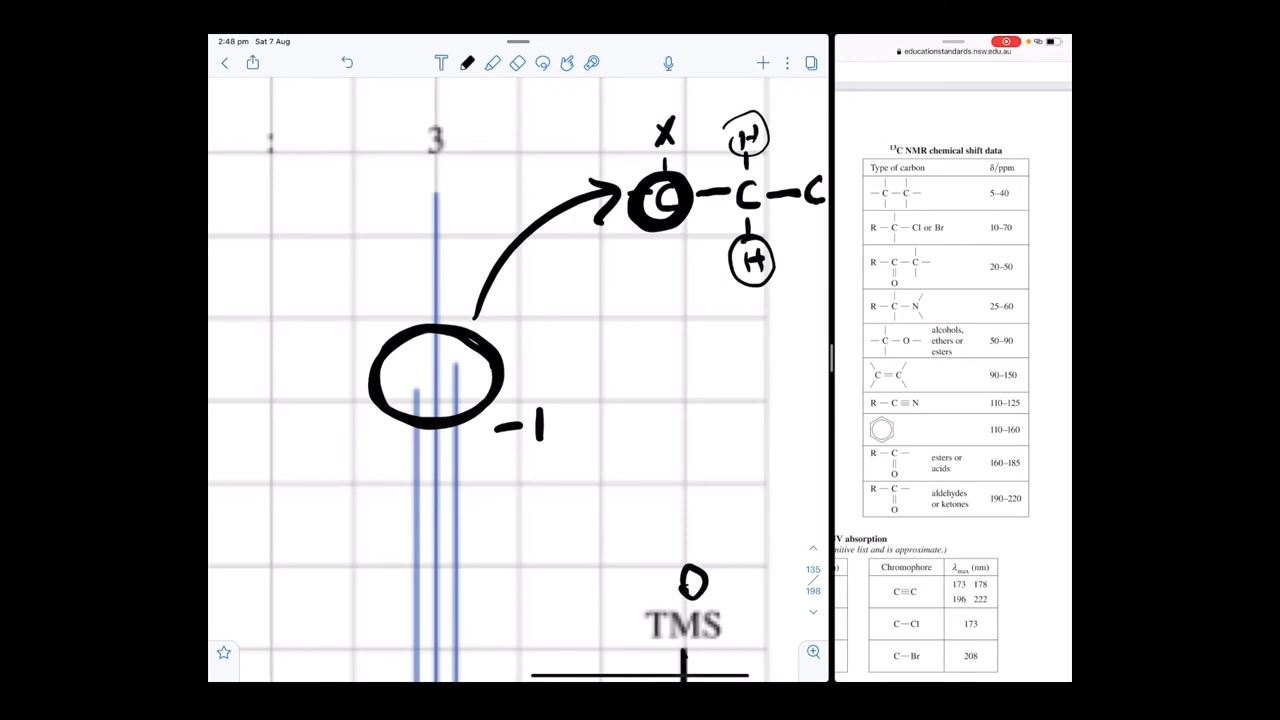 2:48 pm Sat 7 Aug
educationstandards.nsw.edu.au
3
X
H
C — C — C
H
-1
0
TMS
135
198
¹³C NMR chemical shift data
Type of carbon δ/ppm
— C — C — 5–40
R — C — Cl or Br 10–70
R — C — C — 20–50
O
R — C — N 25–60
— C — O — alcohols, 50–90
ethers or
esters
C = C 90–150
R — C ≡ N 110–125
110–160
R — C — esters or 160–185
O acids
R — C — aldehydes 190–220
O or ketones
V absorption
nitive list and is approximate.)
Chromophore λmax (nm)
C≡C 173 178
196 222
C—Cl 173
C—Br 208